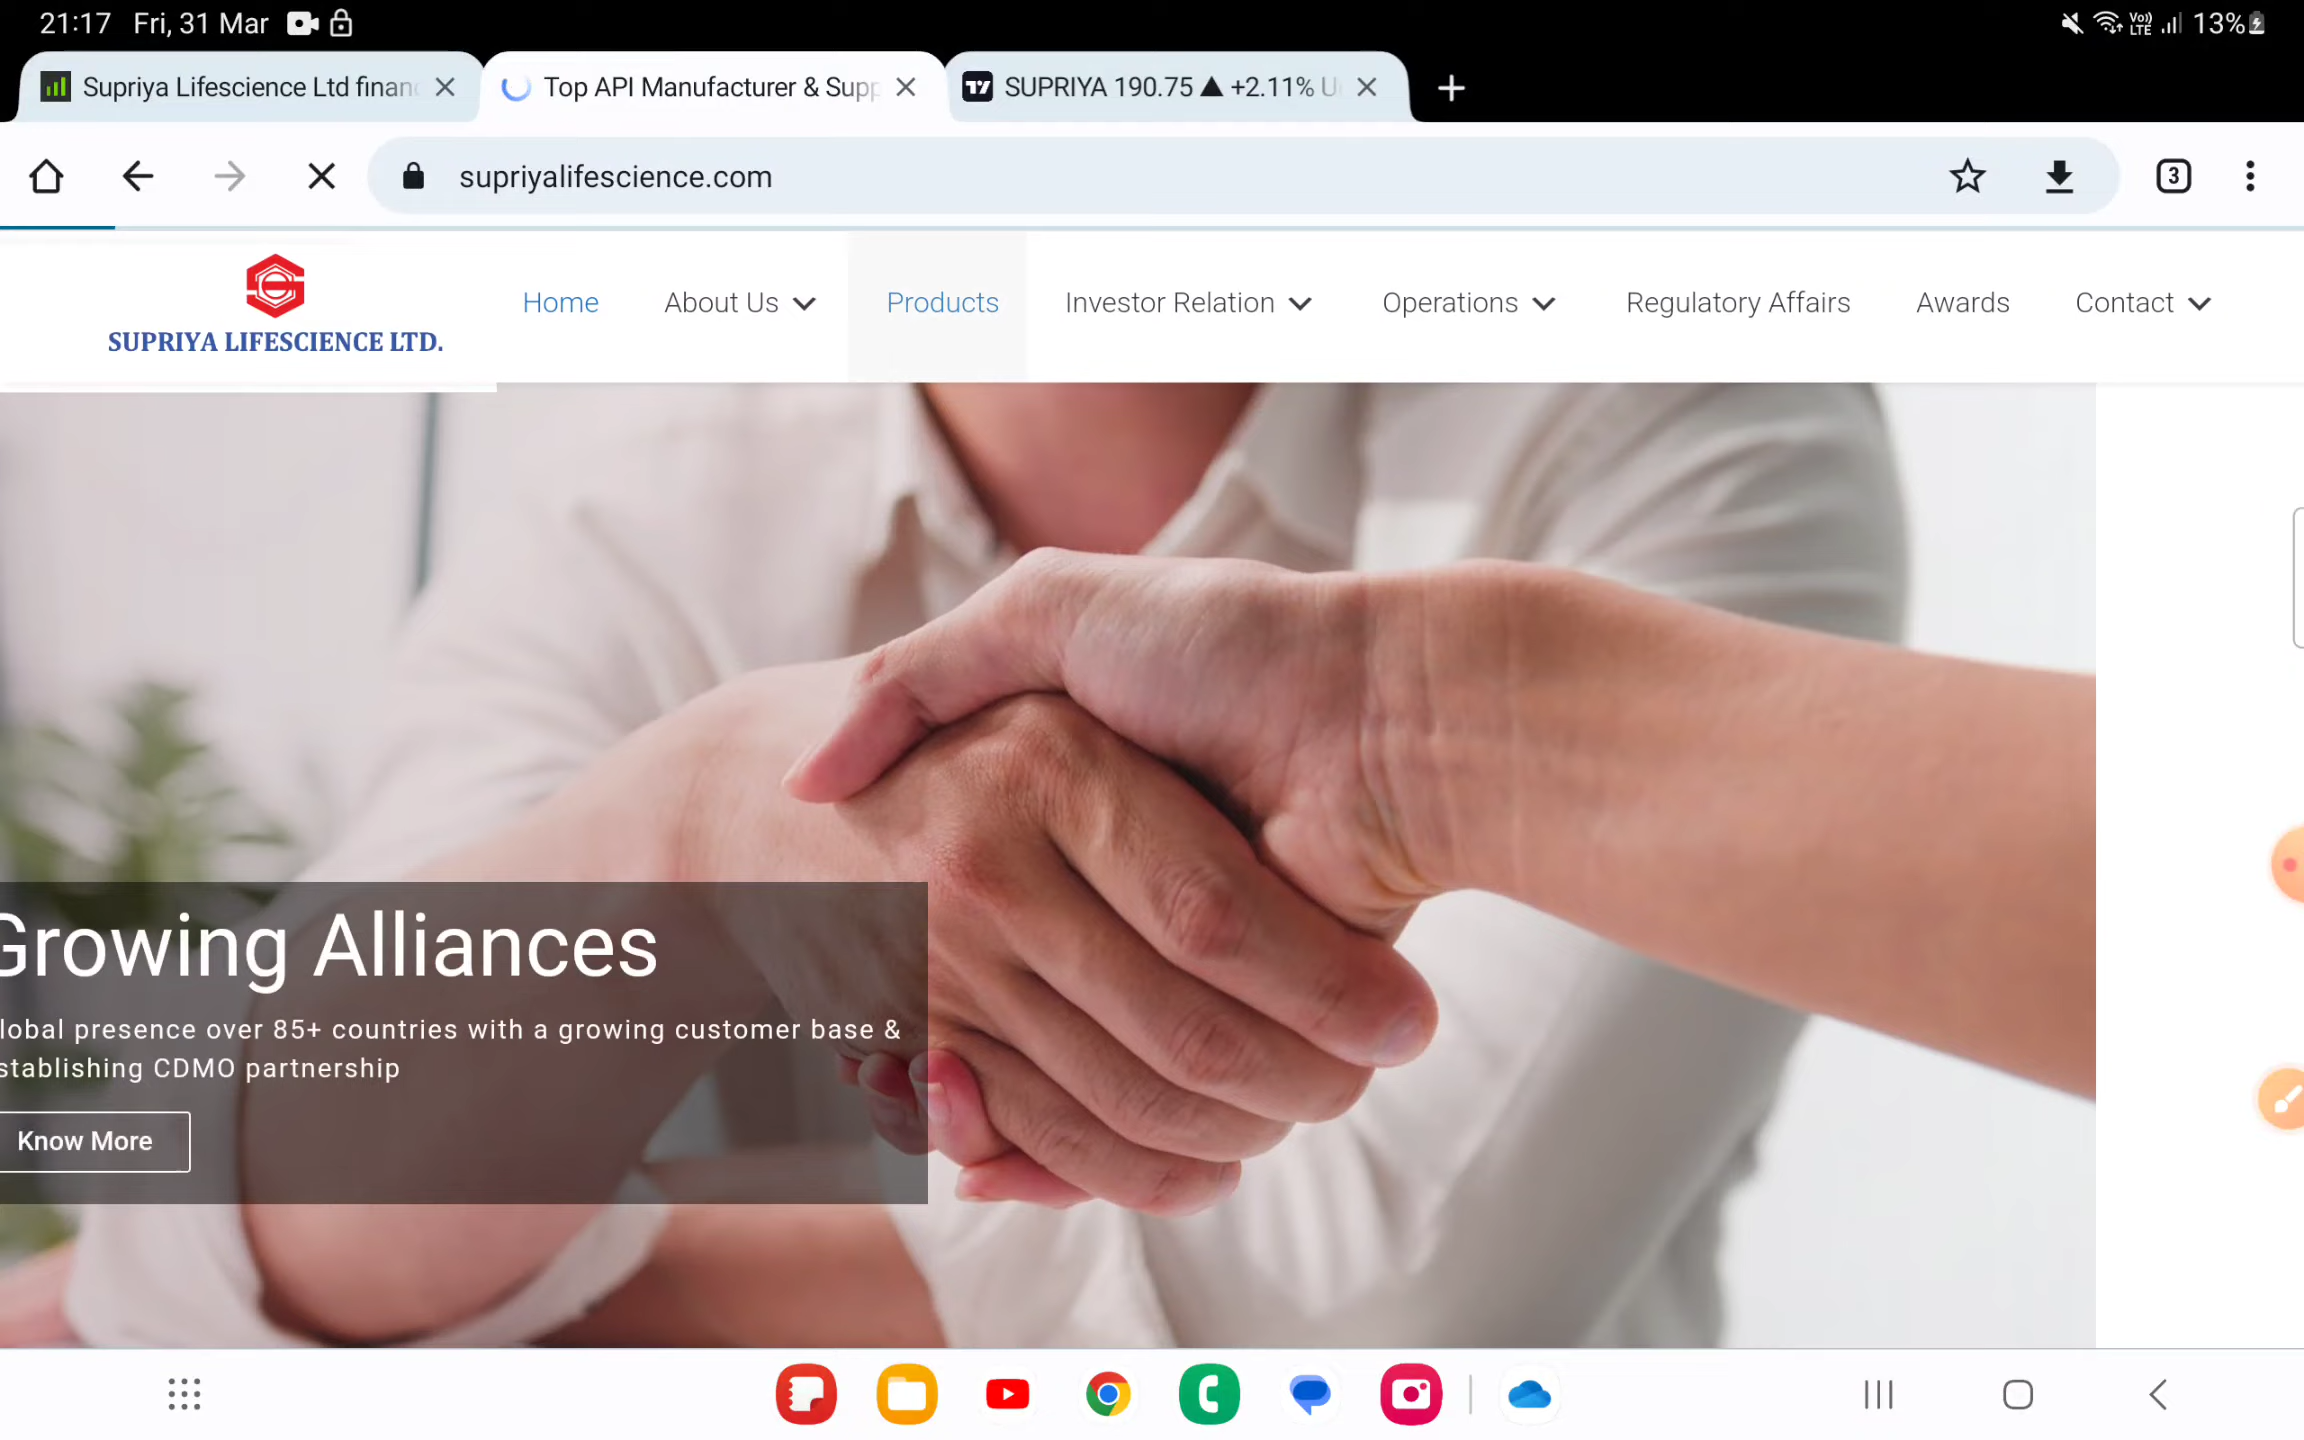 21:17 Fri, 31 Mar
Vo)) LTE 13%
Supriya Lifescience Ltd finan
Top API Manufacturer & Supp
SUPRIYA 190.75 ▲ +2.11% U
supriyalifescience.com
3
SUPRIYA LIFESCIENCE LTD.
Home
About Us
Products
Investor Relation
Operations
Regulatory Affairs
Awards
Contact
Growing Alliances
lobal presence over 85+ countries with a growing customer base &
stablishing CDMO partnership
Know More